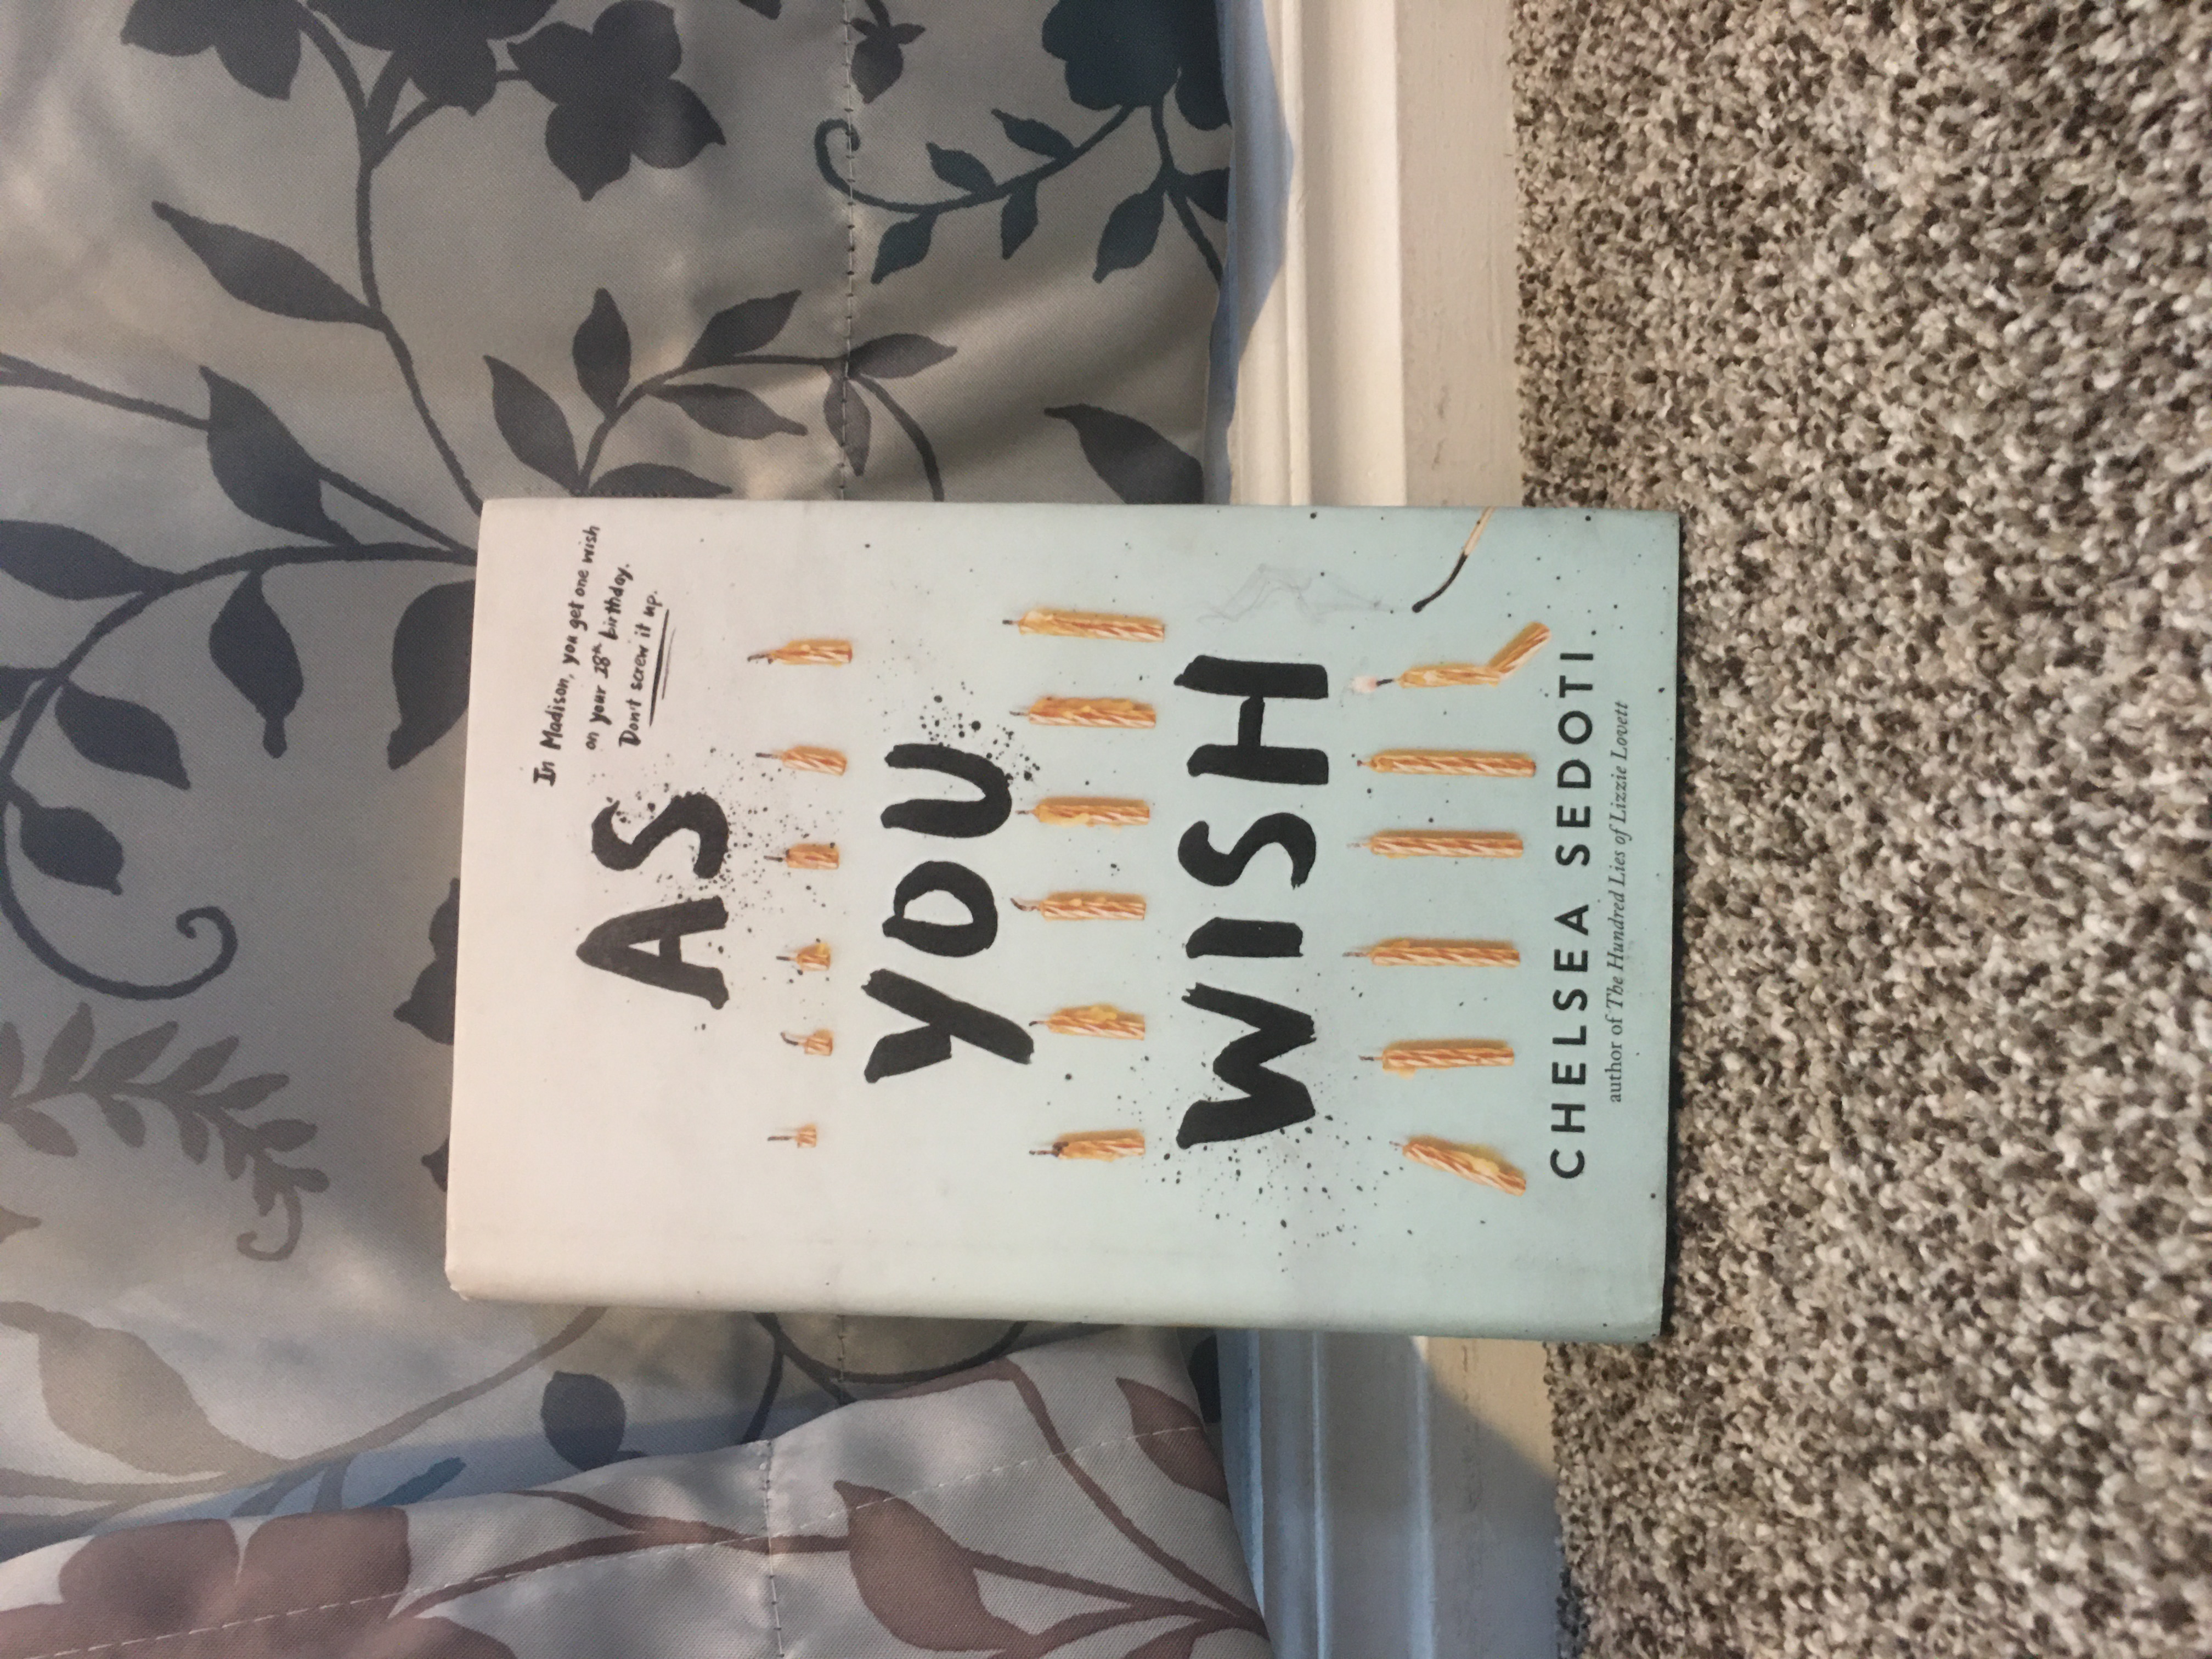 In Madison, you get one wish
on your 18th birthday.
Don't screw it up.
AS
YOU
WISH
CHELSEA SEDOTI
author of The Hundred Lies of Lizzie Lovett